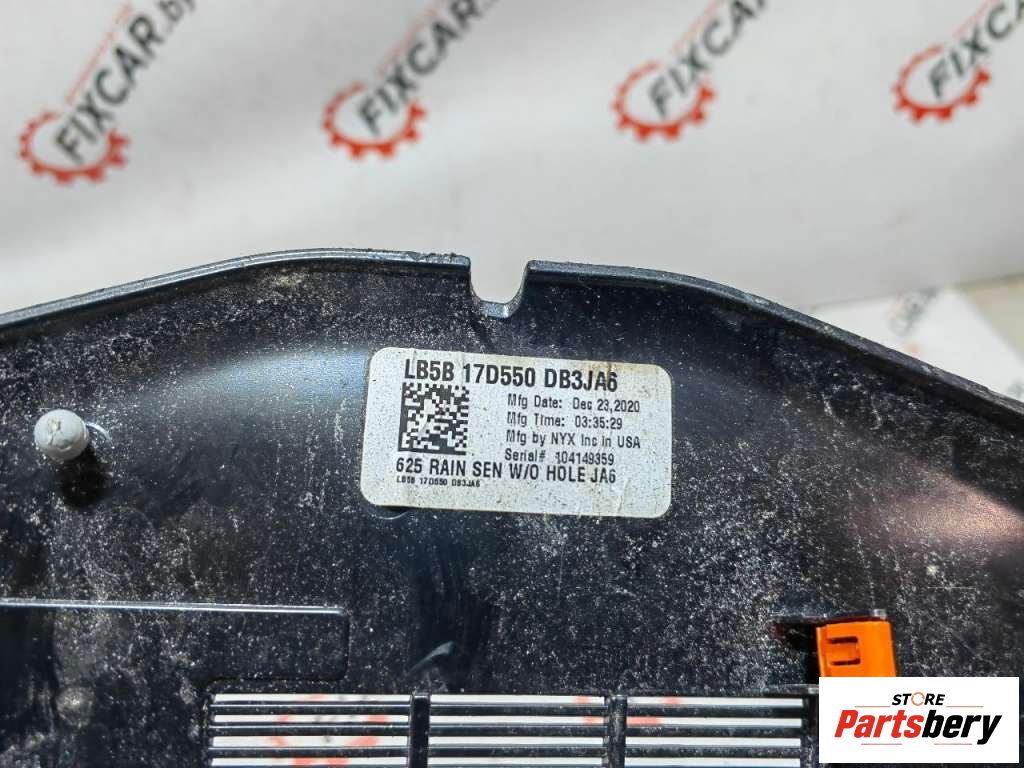 FIXCAR.by
FIXCAR
FIXCAR
FIXCAR
LB5B 17D550 DB3JA6
Mfg Date: Dec 23,2020
Mfg Time: 03:35:29
Mfg by NYX Inc in USA
Serial# 104149359
625 RAIN SEN W/O HOLE JA6
LB5B 17D550 DB3JA6
STORE
Partsbery